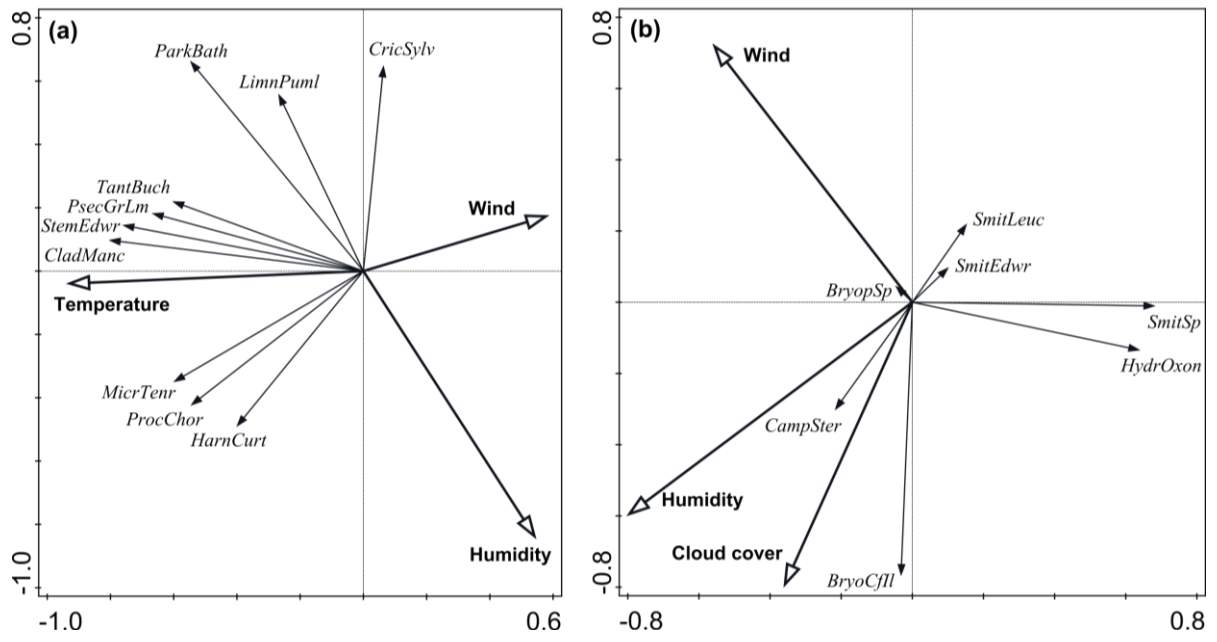 (a)
0.8
ParkBath
CricSylv
LimnPuml
TantBuch
PsecGrLm
StemEdwr
CladManc
Wind
Temperature
MicrTenr
ProcChor
HarnCurt
Humidity
-1.0
-1.0
0.6
(b)
0.8
Wind
SmitLeuc
SmitEdwr
BryopSp
SmitSp
HydrOxon
CampSter
Humidity
Cloud cover
BryoCfIl
-0.8
-0.8
0.8